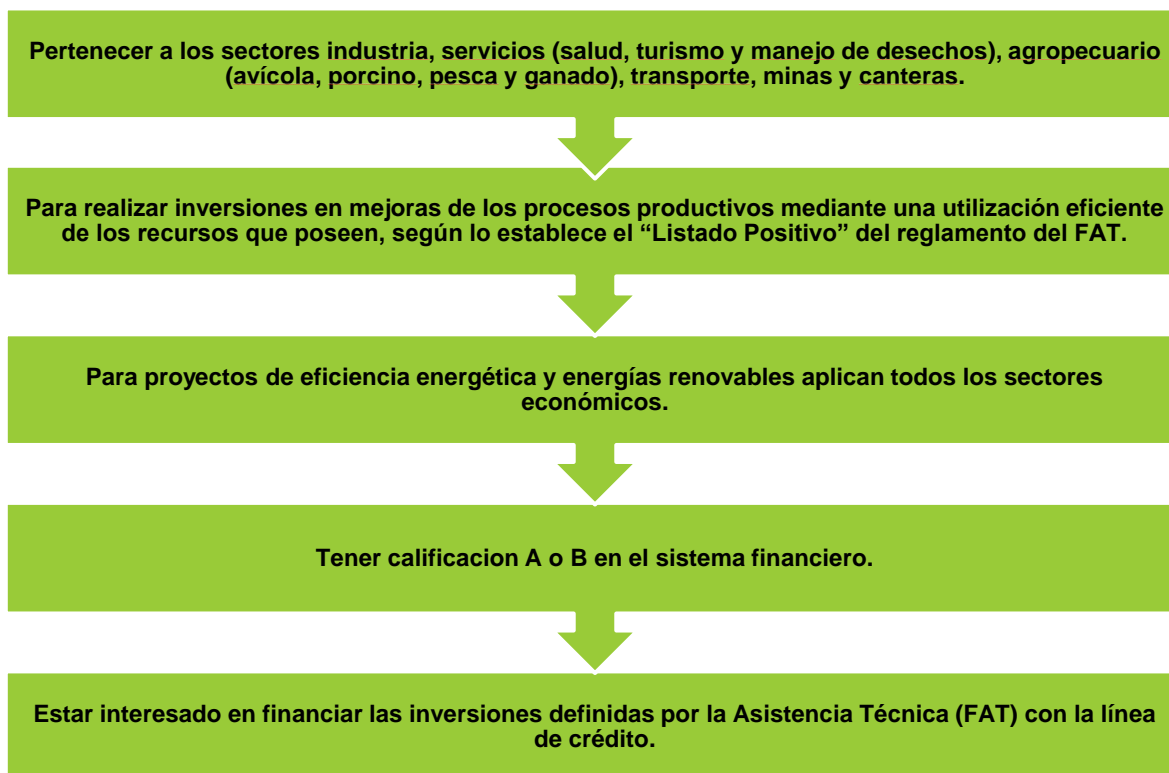 Pertenecer a los sectores industria, servicios (salud, turismo y manejo de desechos), agropecuario
(avícola, porcino, pesca y ganado), transporte, minas y canteras.
Para realizar inversiones en mejoras de los procesos productivos mediante una utilización eficiente
de los recursos que poseen, según lo establece el “Listado Positivo” del reglamento del FAT.
Para proyectos de eficiencia energética y energías renovables aplican todos los sectores
económicos.
Tener calificacion A o B en el sistema financiero.
Estar interesado en financiar las inversiones definidas por la Asistencia Técnica (FAT) con la línea
de crédito.